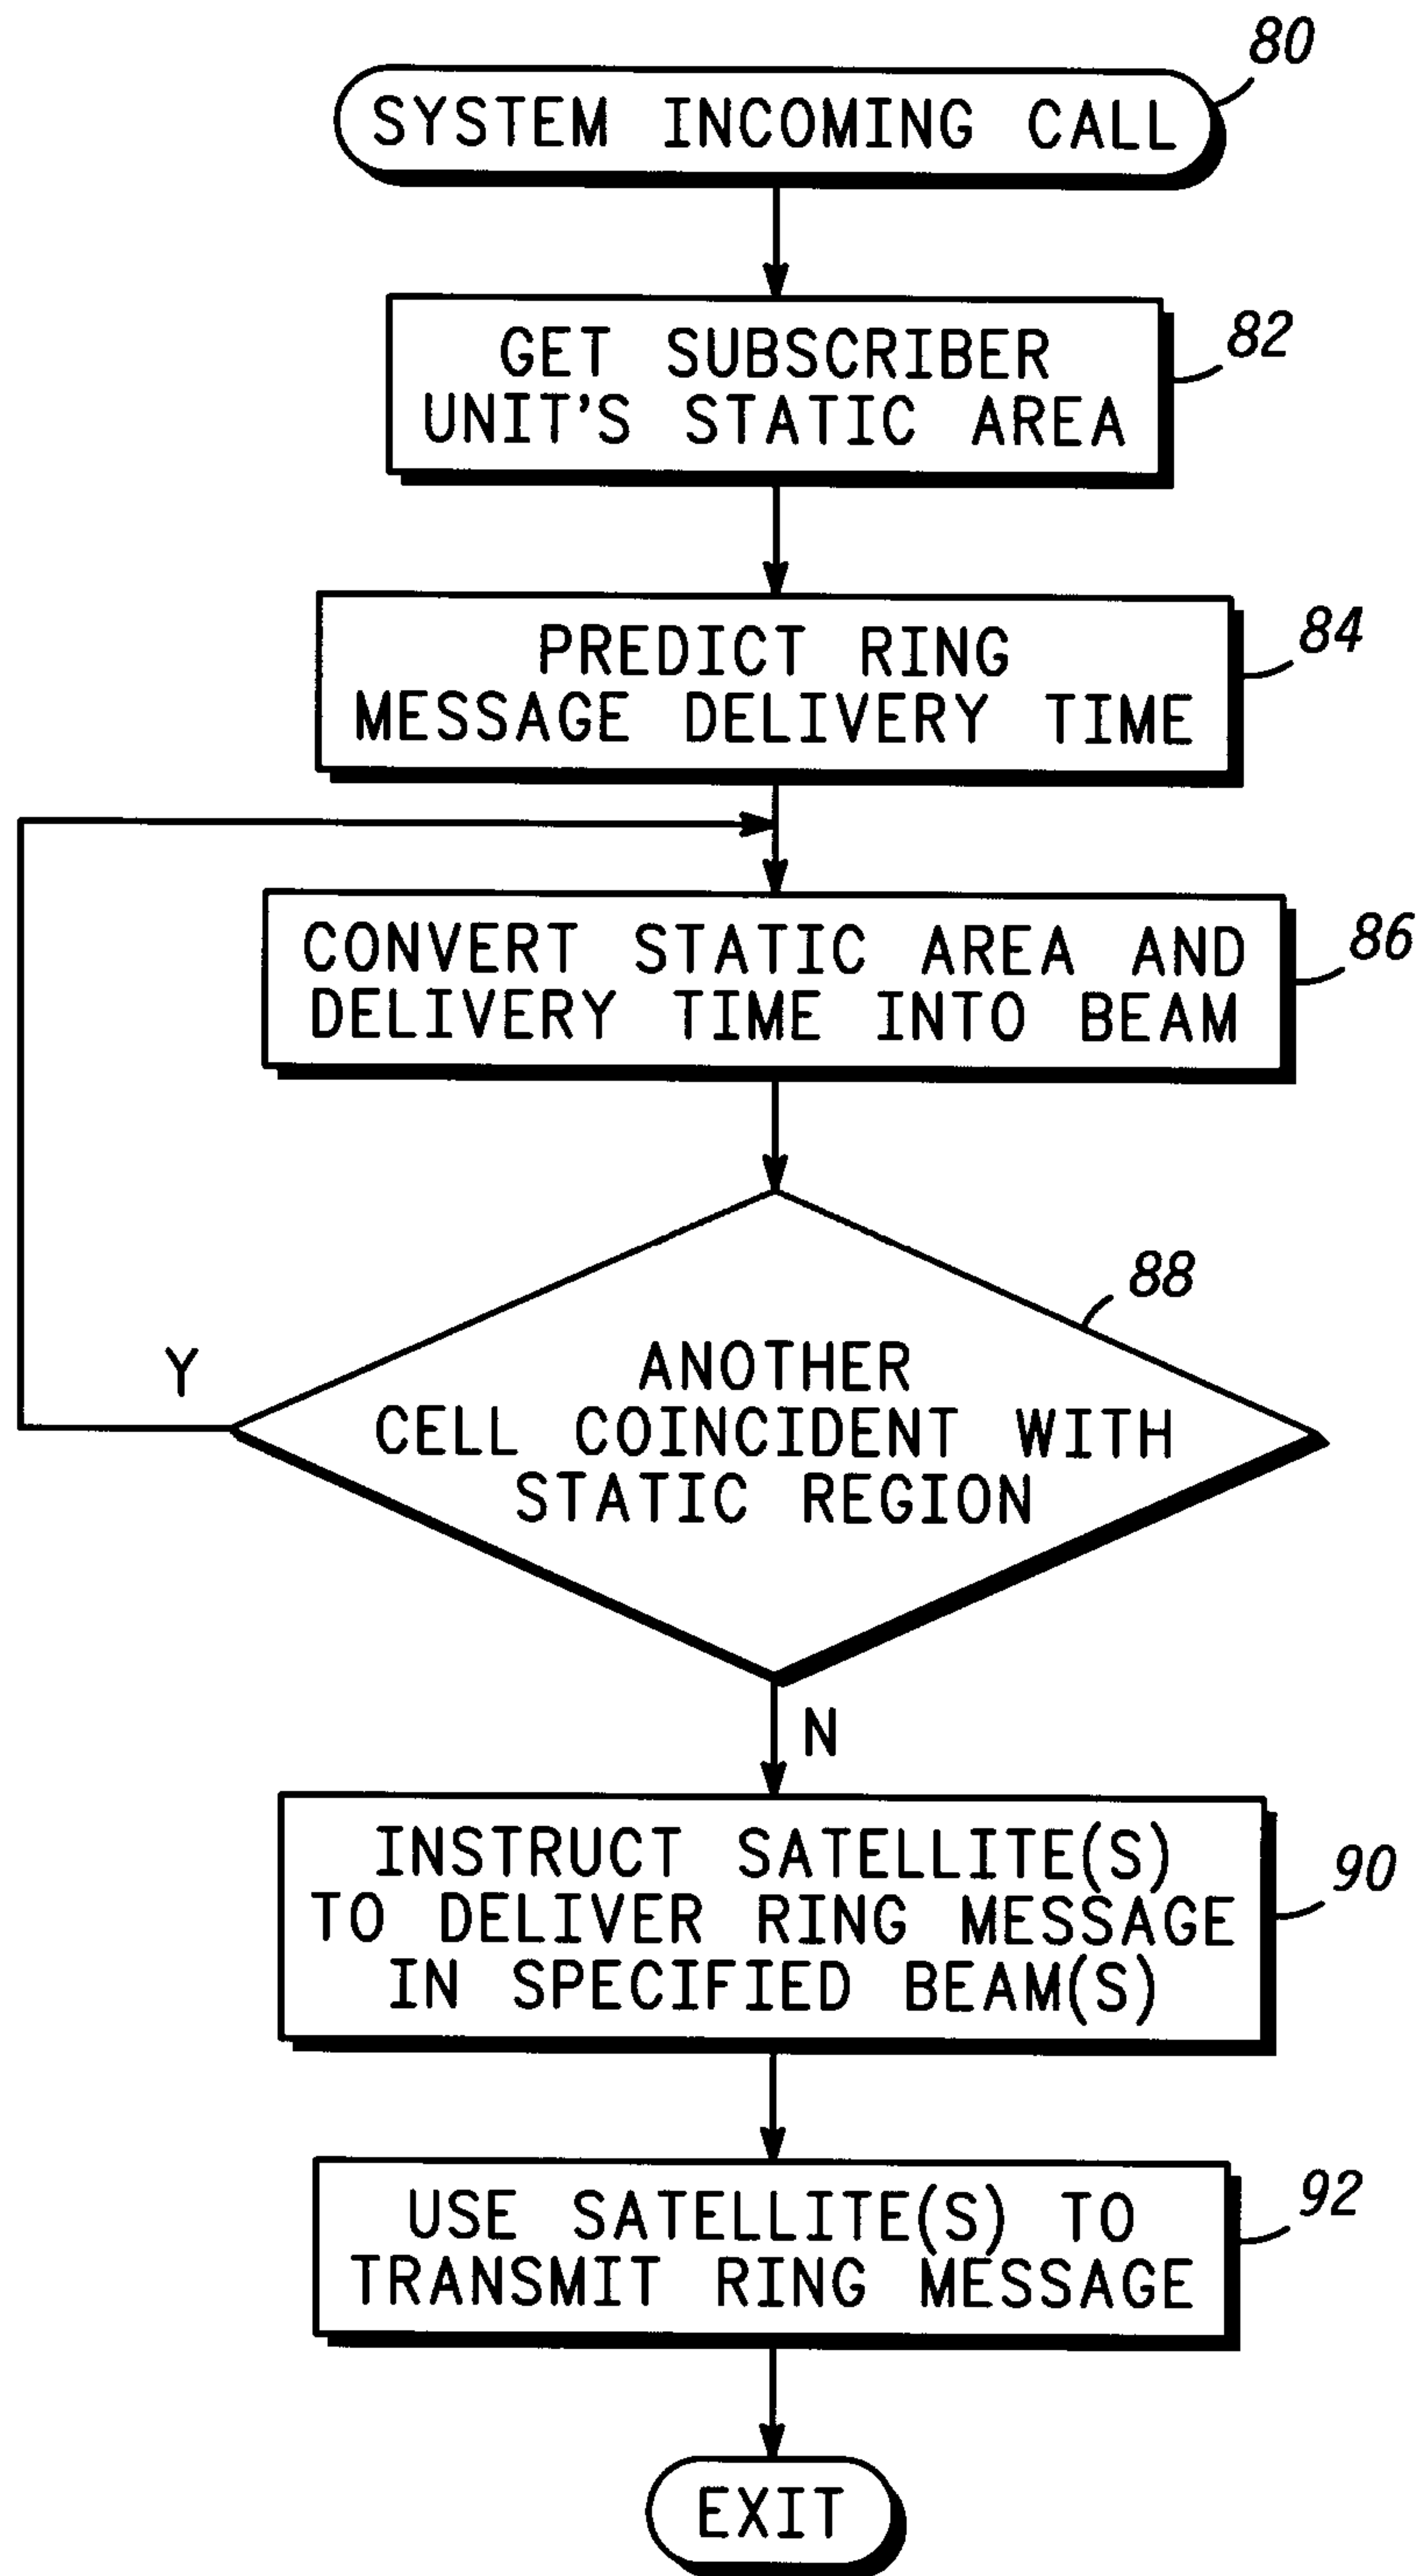 80
SYSTEM INCOMING CALL
82
GET SUBSCRIBER
UNIT'S STATIC AREA
84
PREDICT RING
MESSAGE DELIVERY TIME
86
CONVERT STATIC AREA AND
DELIVERY TIME INTO BEAM
88
ANOTHER
CELL COINCIDENT WITH
STATIC REGION
Y
N
INSTRUCT SATELLITE(S)
TO DELIVER RING MESSAGE
IN SPECIFIED BEAM(S)
90
USE SATELLITE(S) TO
TRANSMIT RING MESSAGE
92
EXIT